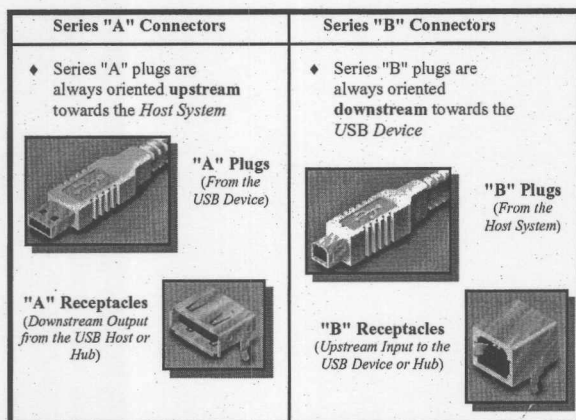 Series "A" Connectors
♦ Series "A" plugs are
always oriented upstream
towards the Host System
"A" Plugs
(From the
USB Device)
"A" Receptacles
(Downstream Output
from the USB Host or
Hub)
Series "B" Connectors
♦ Series "B" plugs are
always oriented
downstream towards the
USB Device
"B" Plugs
(From the
Host System)
"B" Receptacles
(Upstream Input to the
USB Device or Hub)